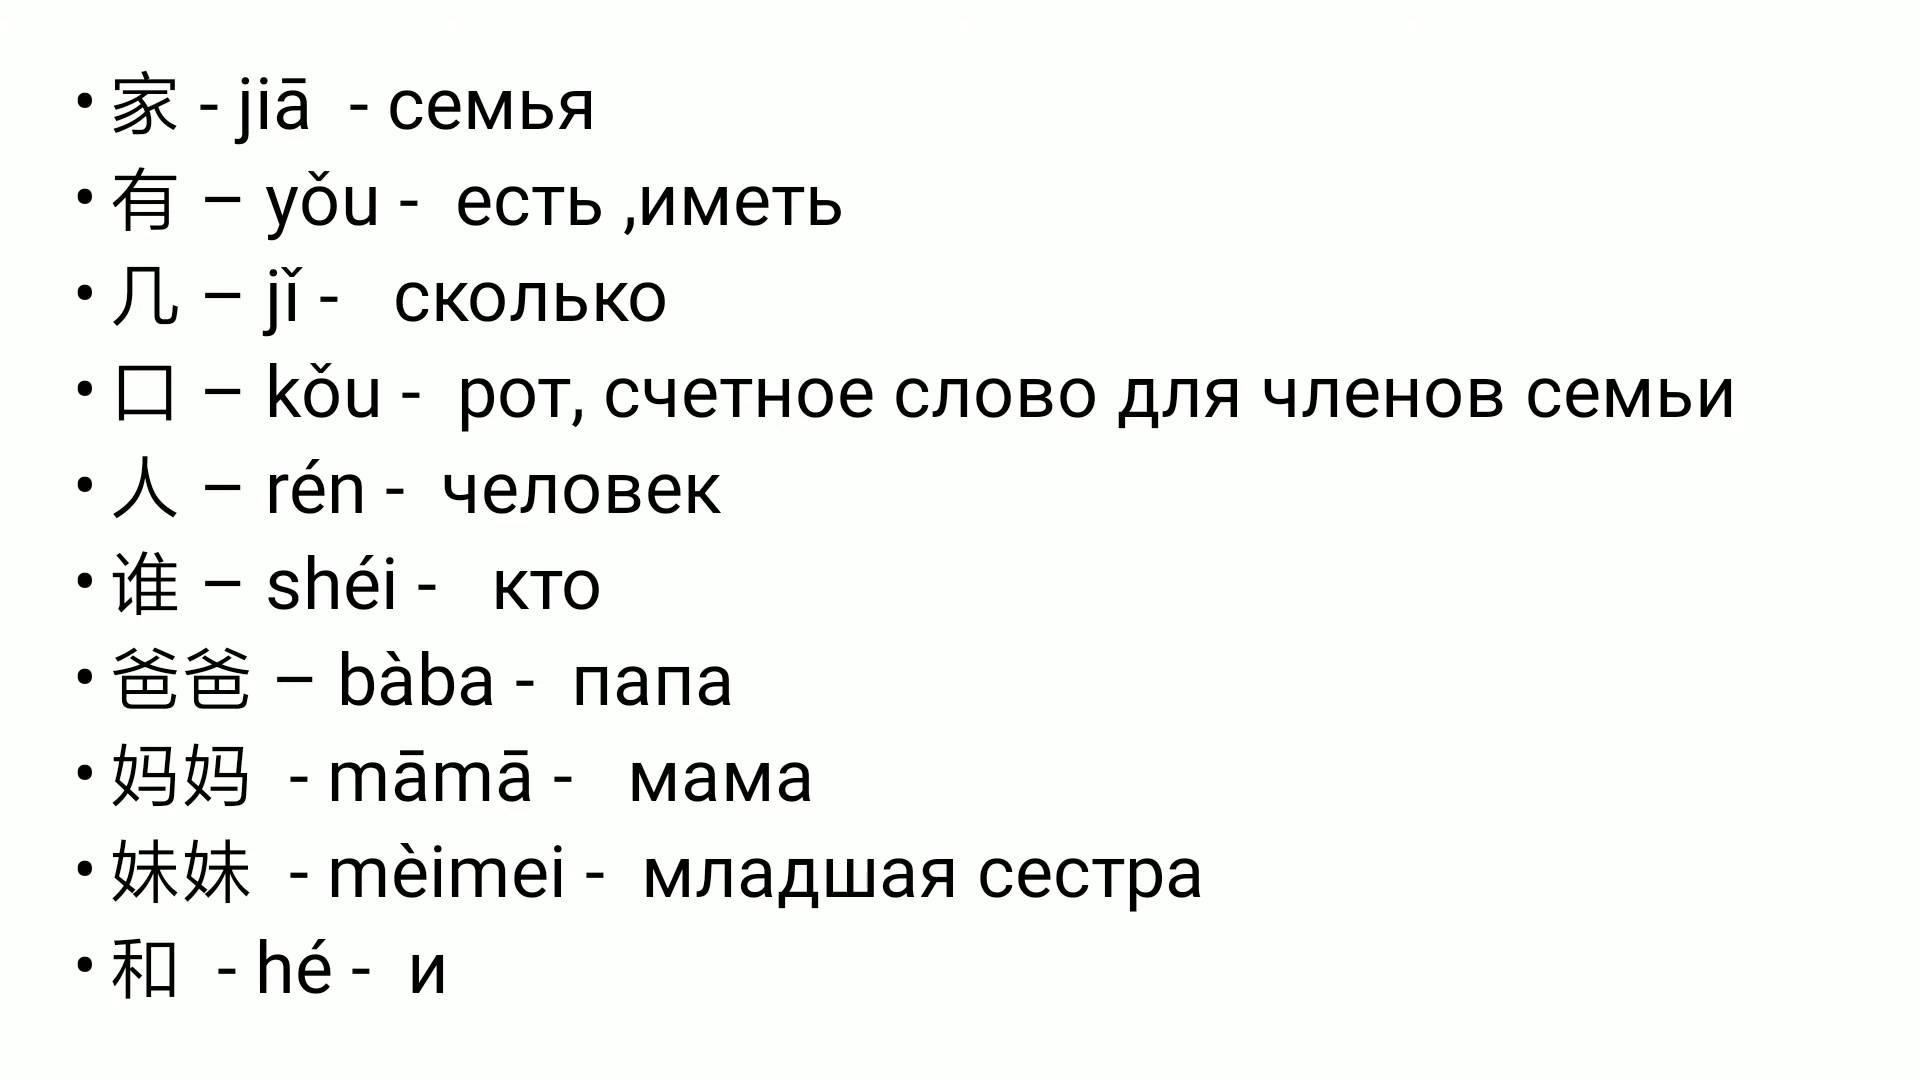 • 家 - jiā - семья
• 有 – yǒu - есть ,иметь
• 几 – jǐ - сколько
• 口 – kǒu - рот, счетное слово для членов семьи
• 人 – rén - человек
• 谁 – shéi - кто
• 爸爸 – bàba - папа
• 妈妈 - māmā - мама
• 妹妹 - mèimei - младшая сестра
• 和 - hé - и